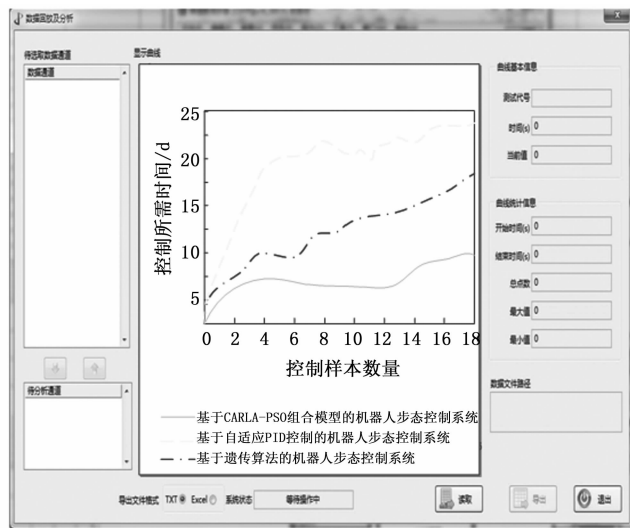 数据回放及分析
待选取数据通道
数据通道
待分析通道
显示曲线
控制所需时间/d
25
20
15
10
5
0 2 4 6 8 10 12 14 16 18
控制样本数量
基于CARLA-PSO组合模型的机器人步态控制系统
基于自适应PID控制的机器人步态控制系统
基于遗传算法的机器人步态控制系统
曲线基本信息
测试代号
时间(s) 0
当前值 0
曲线统计信息
开始时间(s) 0
结束时间(s) 0
总点数 0
最大值 0
最小值 0
数据文件路径
导出文件格式 TXT Excel 系统状态 等待操作中
读取
导出
退出